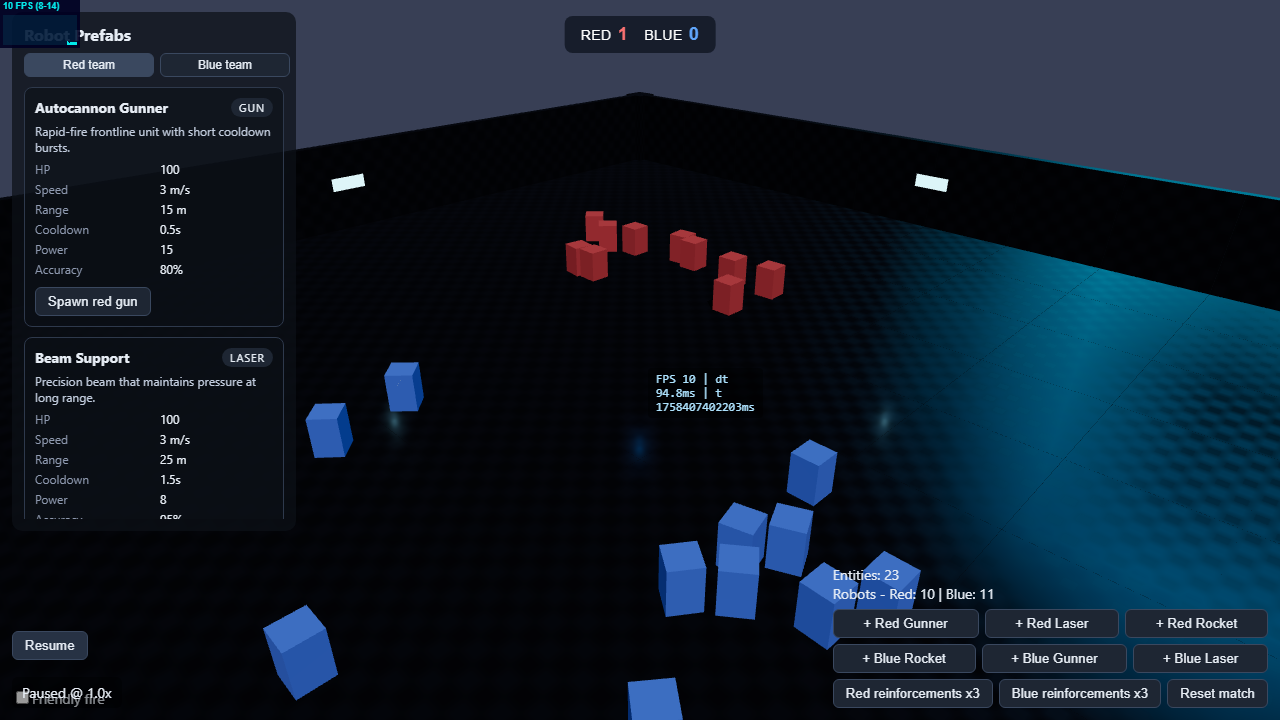 10 FPS (8-14)
Robot Prefabs
RED 1 BLUE 0
Red team
Blue team
Autocannon Gunner
GUN
Rapid-fire frontline unit with short cooldown
bursts.
HP 100
Speed 3 m/s
Range 15 m
Cooldown 0.5s
Power 15
Accuracy 80%
Spawn red gun
Beam Support
LASER
Precision beam that maintains pressure at
long range.
HP 100
Speed 3 m/s
Range 25 m
Cooldown 1.5s
Power 8
Accuracy 95%
FPS 10 | dt
94.8ms | t
1758407402203ms
Entities: 23
Robots - Red: 10 | Blue: 11
+ Red Gunner
+ Red Laser
+ Red Rocket
+ Blue Rocket
+ Blue Gunner
+ Blue Laser
Red reinforcements x3
Blue reinforcements x3
Reset match
Resume
Paused @ 1.0x
Friendly fire